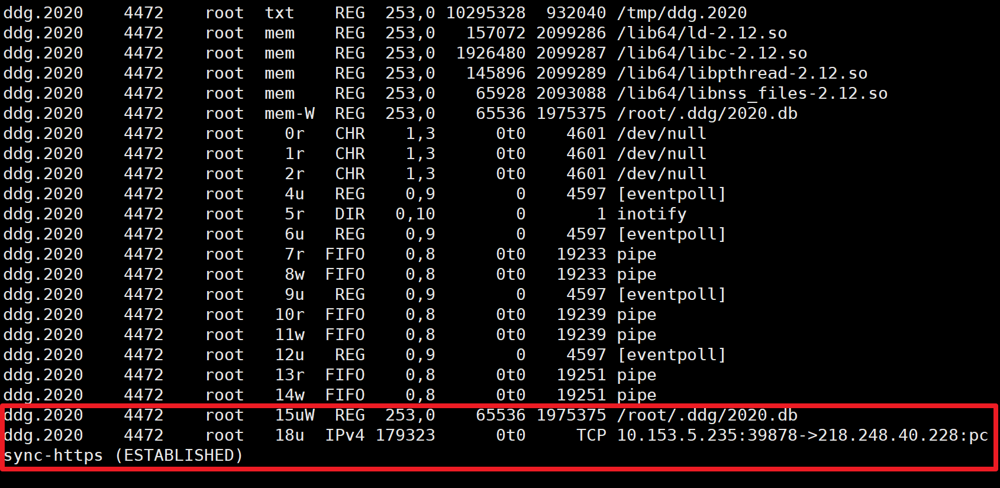 ddg.2020    4472    root  txt    REG  253,0 10295328  932040 /tmp/ddg.2020
ddg.2020    4472    root  mem    REG  253,0   157072 2099286 /lib64/ld-2.12.so
ddg.2020    4472    root  mem    REG  253,0  1926480 2099287 /lib64/libc-2.12.so
ddg.2020    4472    root  mem    REG  253,0   145896 2099289 /lib64/libpthread-2.12.so
ddg.2020    4472    root  mem    REG  253,0    65928 2093088 /lib64/libnss_files-2.12.so
ddg.2020    4472    root  mem-W  REG  253,0    65536 1975375 /root/.ddg/2020.db
ddg.2020    4472    root    0r   CHR    1,3      0t0    4601 /dev/null
ddg.2020    4472    root    1r   CHR    1,3      0t0    4601 /dev/null
ddg.2020    4472    root    2r   CHR    1,3      0t0    4601 /dev/null
ddg.2020    4472    root    4u   REG    0,9        0    4597 [eventpoll]
ddg.2020    4472    root    5r   DIR   0,10        0       1 inotify
ddg.2020    4472    root    6u   REG    0,9        0    4597 [eventpoll]
ddg.2020    4472    root    7r  FIFO    0,8      0t0   19233 pipe
ddg.2020    4472    root    8w  FIFO    0,8      0t0   19233 pipe
ddg.2020    4472    root    9u   REG    0,9        0    4597 [eventpoll]
ddg.2020    4472    root   10r  FIFO    0,8      0t0   19239 pipe
ddg.2020    4472    root   11w  FIFO    0,8      0t0   19239 pipe
ddg.2020    4472    root   12u   REG    0,9        0    4597 [eventpoll]
ddg.2020    4472    root   13r  FIFO    0,8      0t0   19251 pipe
ddg.2020    4472    root   14w  FIFO    0,8      0t0   19251 pipe
ddg.2020    4472    root   15uW  REG  253,0    65536 1975375 /root/.ddg/2020.db
ddg.2020    4472    root   18u  IPv4 179323      0t0     TCP 10.153.5.235:39878->218.248.40.228:pc
sync-https (ESTABLISHED)